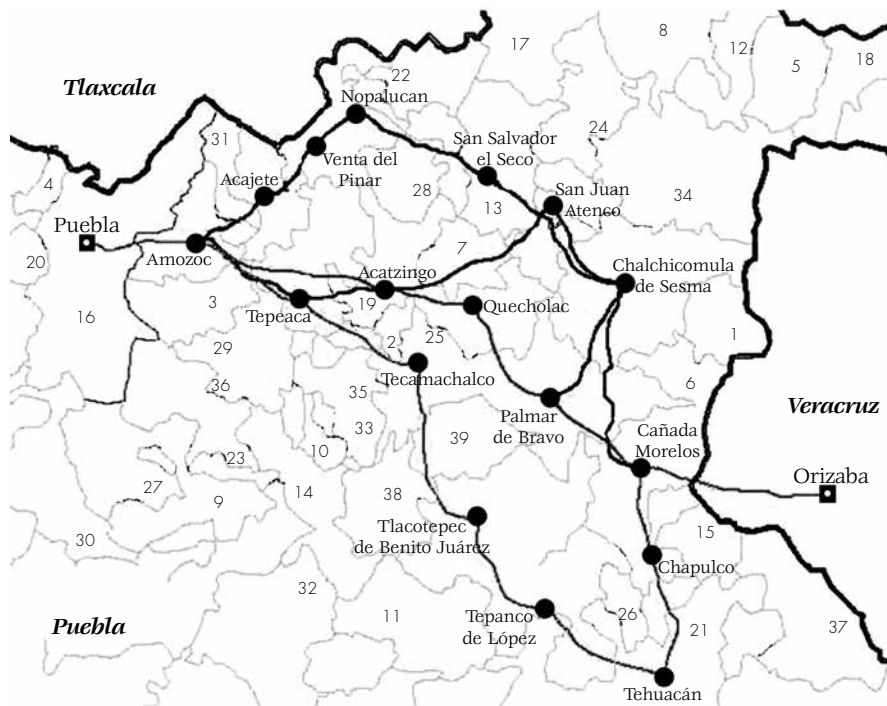 17
8
12
5
18
Tlaxcala
22
Nopalucan
31
24
San Salvador
el Seco
Venta del
Pinar
4
Acajete
28
San Juan
Atenco
13
34
Puebla
Amozoc
7
20
Acatzingo
Chalchicomula
de Sesma
16
3
Tepeaca
19
Quecholac
29
2
25
1
Tecamachalco
36
35
6
Palmar
de Bravo
Veracruz
33
39
Cañada
Morelos
23
10
Orizaba
27
9
14
38
Tlacotepec
de Benito Juárez
15
30
Chapulco
32
11
Tepanco
de López
26
21
Puebla
37
Tehuacán